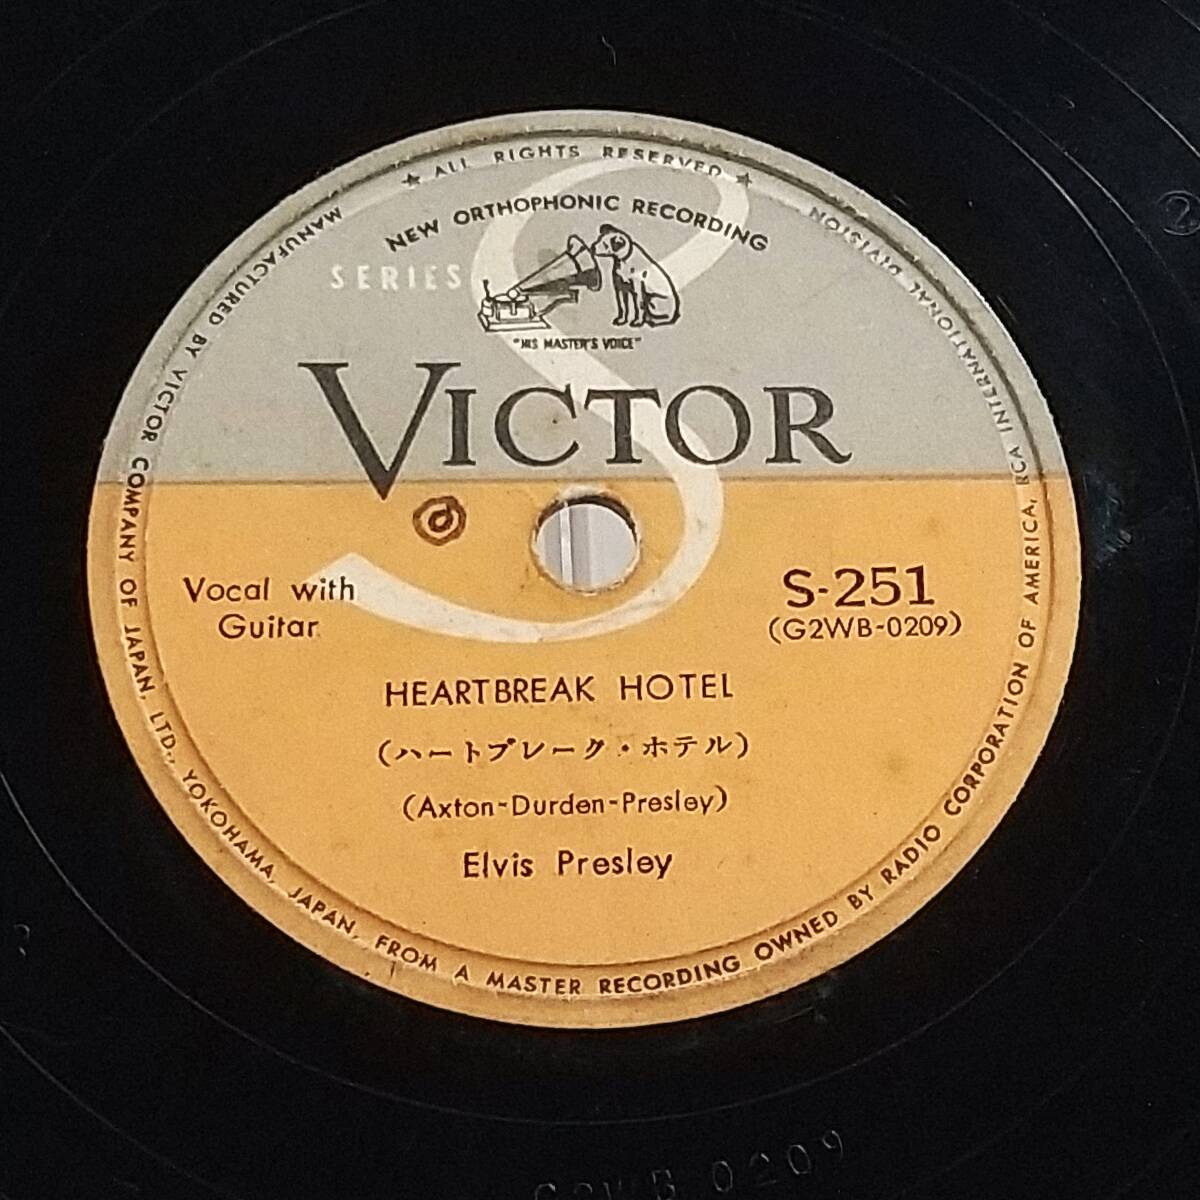 ★ ALL RIGHTS RESERVED ★
MANUFACTURED BY VICTOR COMPANY OF JAPAN, LTD., YOKOHAMA, JAPAN, FROM A MASTER RECORDING OWNED BY RADIO CORPORATION OF AMERICA, RCA INTERNATIONAL DIVISION
NEW ORTHOPHONIC RECORDING
SERIES S
"HIS MASTER'S VOICE"
VICTOR
Vocal with
Guitar
S-251
(G2WB-0209)
HEARTBREAK HOTEL
(ハートブレーク・ホテル)
(Axton-Durden-Presley)
Elvis Presley
G2WB 0209